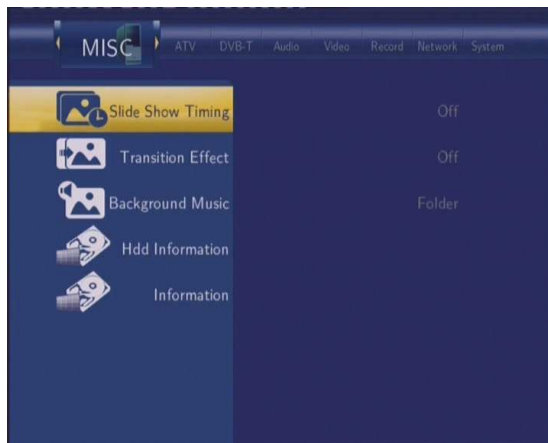 MISC ATV DVB-T Audio Video Record Network System
Slide Show Timing Off
Transition Effect Off
Background Music Folder
Hdd Information
Information